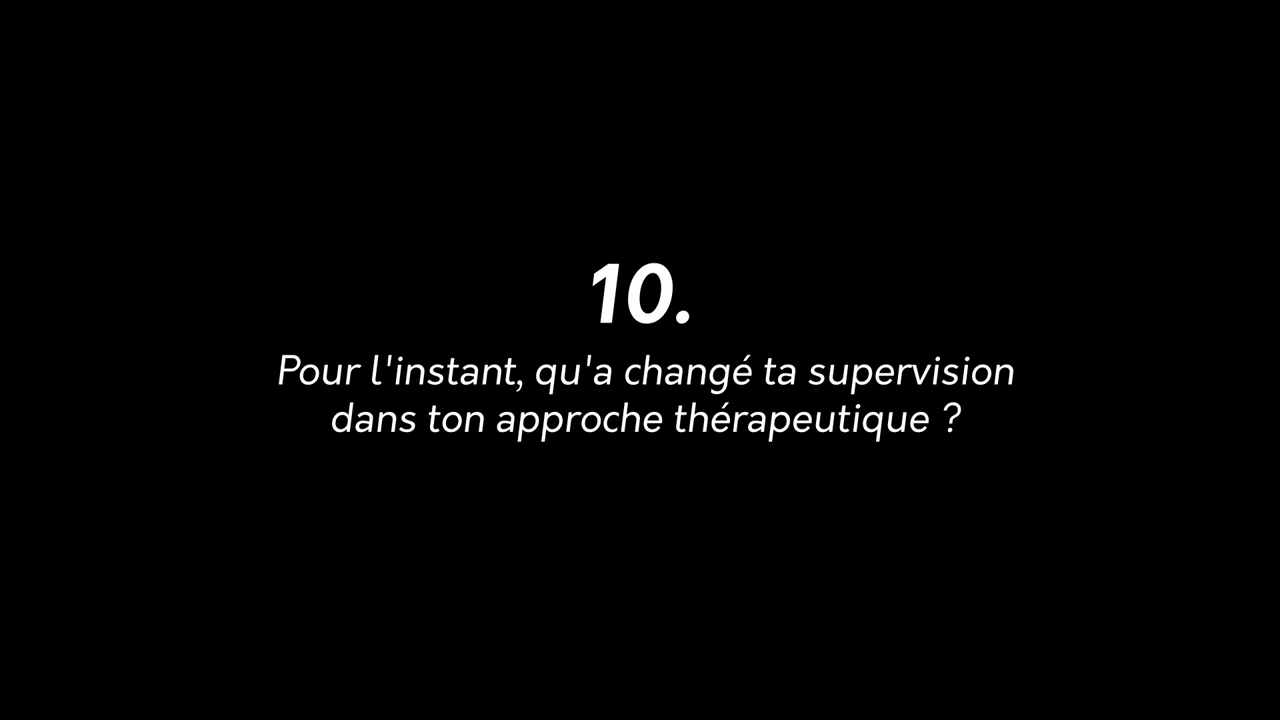 10.
Pour l'instant, qu'a changé ta supervision
dans ton approche thérapeutique ?